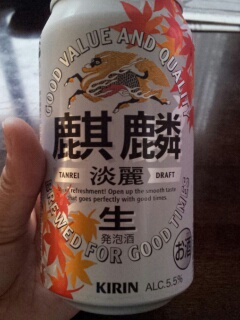 GOOD VALUE AND QUALITY
麒麟
淡麗
TANREI DRAFT
refreshment! Open up the smooth taste
that goes perfectly with good times.
生
発泡酒
BREWED FOR GOOD TIMES
お酒
KIRIN ALC.5.5%